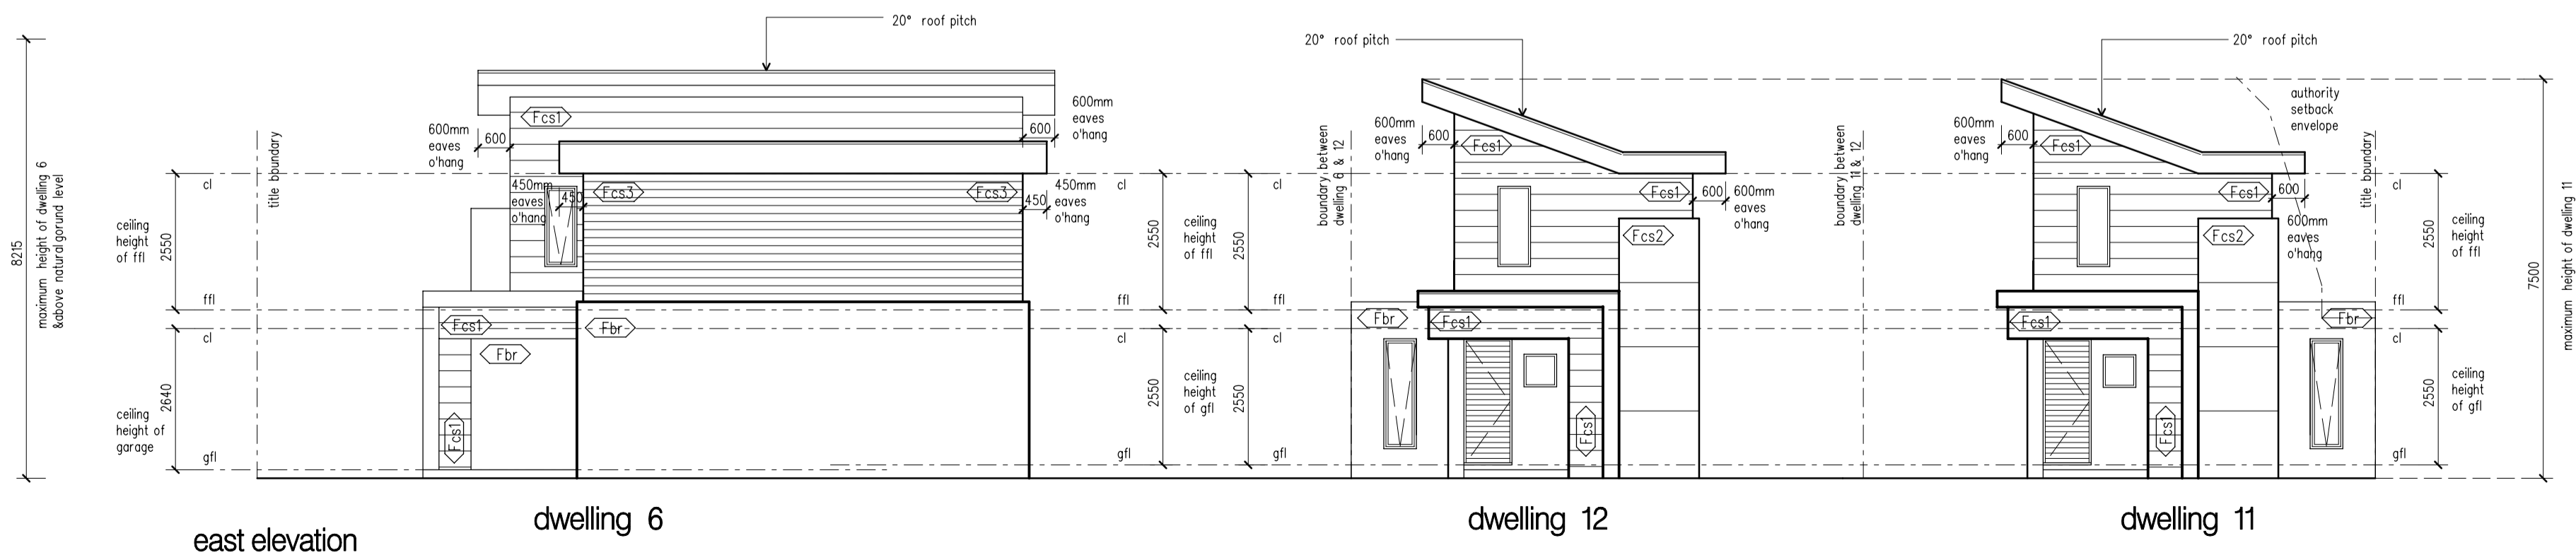 20° roof pitch
8215
maximum height of dwelling 6
&above natural gorund level
title boundary
ceiling
height
of ffl
2550
cl
ffl
cl
ceiling
height of
garage
2640
gfl
600mm
eaves
o'hang
600
Fcs1
600
600mm
eaves
o'hang
450mm
eaves
o'hang
450
Fcs3
Fcs3
450
450mm
eaves
o'hang
Fcs1
Fbr
Fbr
Fcs1
cl
ffl
cl
gfl
2550
2550
ceiling
height
of ffl
ceiling
height
of gfl
2550
2550
cl
ffl
cl
gfl
20° roof pitch
boundary between
dwelling 6 & 12
600mm
eaves
o'hang
600
Fcs1
Fcs1
600
600mm
eaves
o'hang
Fcs2
Fbr
Fcs1
Fcs1
boundary between
dwelling 11 & 12
20° roof pitch
600mm
eaves
o'hang
600
Fcs1
Fcs1
600
600mm
eaves
o'hang
Fcs2
Fcs1
Fcs1
Fbr
authority
setback
envelope
title boundary
cl
ffl
cl
gfl
2550
ceiling
height
of ffl
2550
ceiling
height
of gfl
7500
maximum height of dwelling 11
dwelling 6
dwelling 12
dwelling 11
east elevation